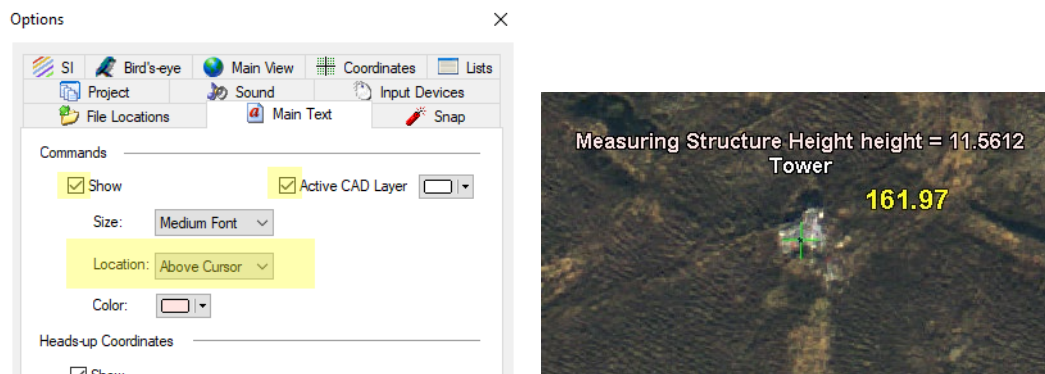 Options
SI Bird's-eye Main View Coordinates Lists
Project Sound Input Devices
File Locations Main Text Snap
Commands
Show Active CAD Layer
Size: Medium Font
Location: Above Cursor
Color:
Heads-up Coordinates
Show
Measuring Structure Height height = 11.5612
Tower
161.97